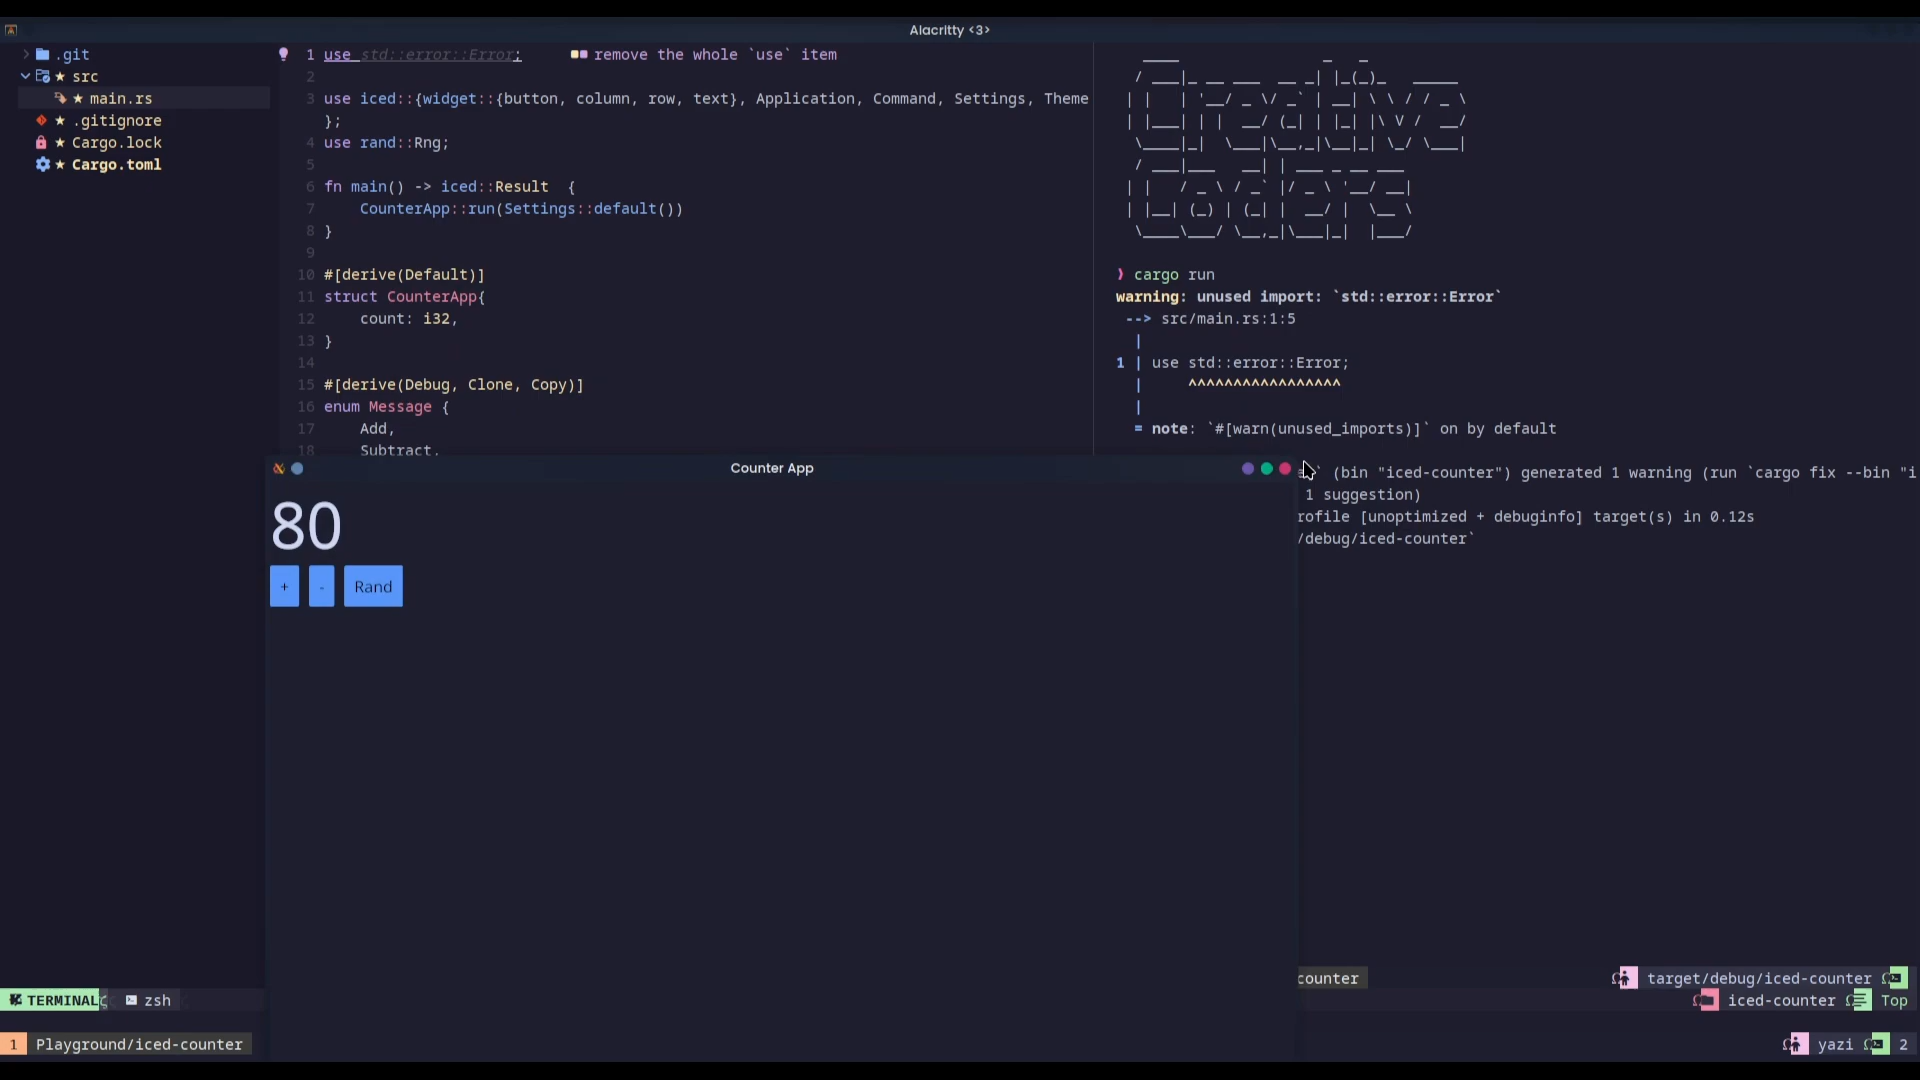 Alacritty <3>
.git
src
main.rs
.gitignore
Cargo.lock
Cargo.toml
1 use std::error::Error; remove the whole `use` item
2
3 use iced::{widget::{button, column, row, text}, Application, Command, Settings, Theme
};
4 use rand::Rng;
5
6 fn main() -> iced::Result {
7 CounterApp::run(Settings::default())
8 }
9
10 #[derive(Default)]
11 struct CounterApp{
12 count: i32,
13 }
14
15 #[derive(Debug, Clone, Copy)]
16 enum Message {
17 Add,
18 Subtract,
Creative
Coders
❯ cargo run
warning: unused import: `std::error::Error`
--> src/main.rs:1:5
|
1 | use std::error::Error;
| ^^^^^^^^^^^^^^^^^
|
= note: `#[warn(unused_imports)]` on by default
` (bin "iced-counter") generated 1 warning (run `cargo fix --bin "i
1 suggestion)
rofile [unoptimized + debuginfo] target(s) in 0.12s
/debug/iced-counter`
Counter App
80
+ - Rand
counter target/debug/iced-counter
TERMINAL zsh iced-counter Top
1 Playground/iced-counter yazi 2